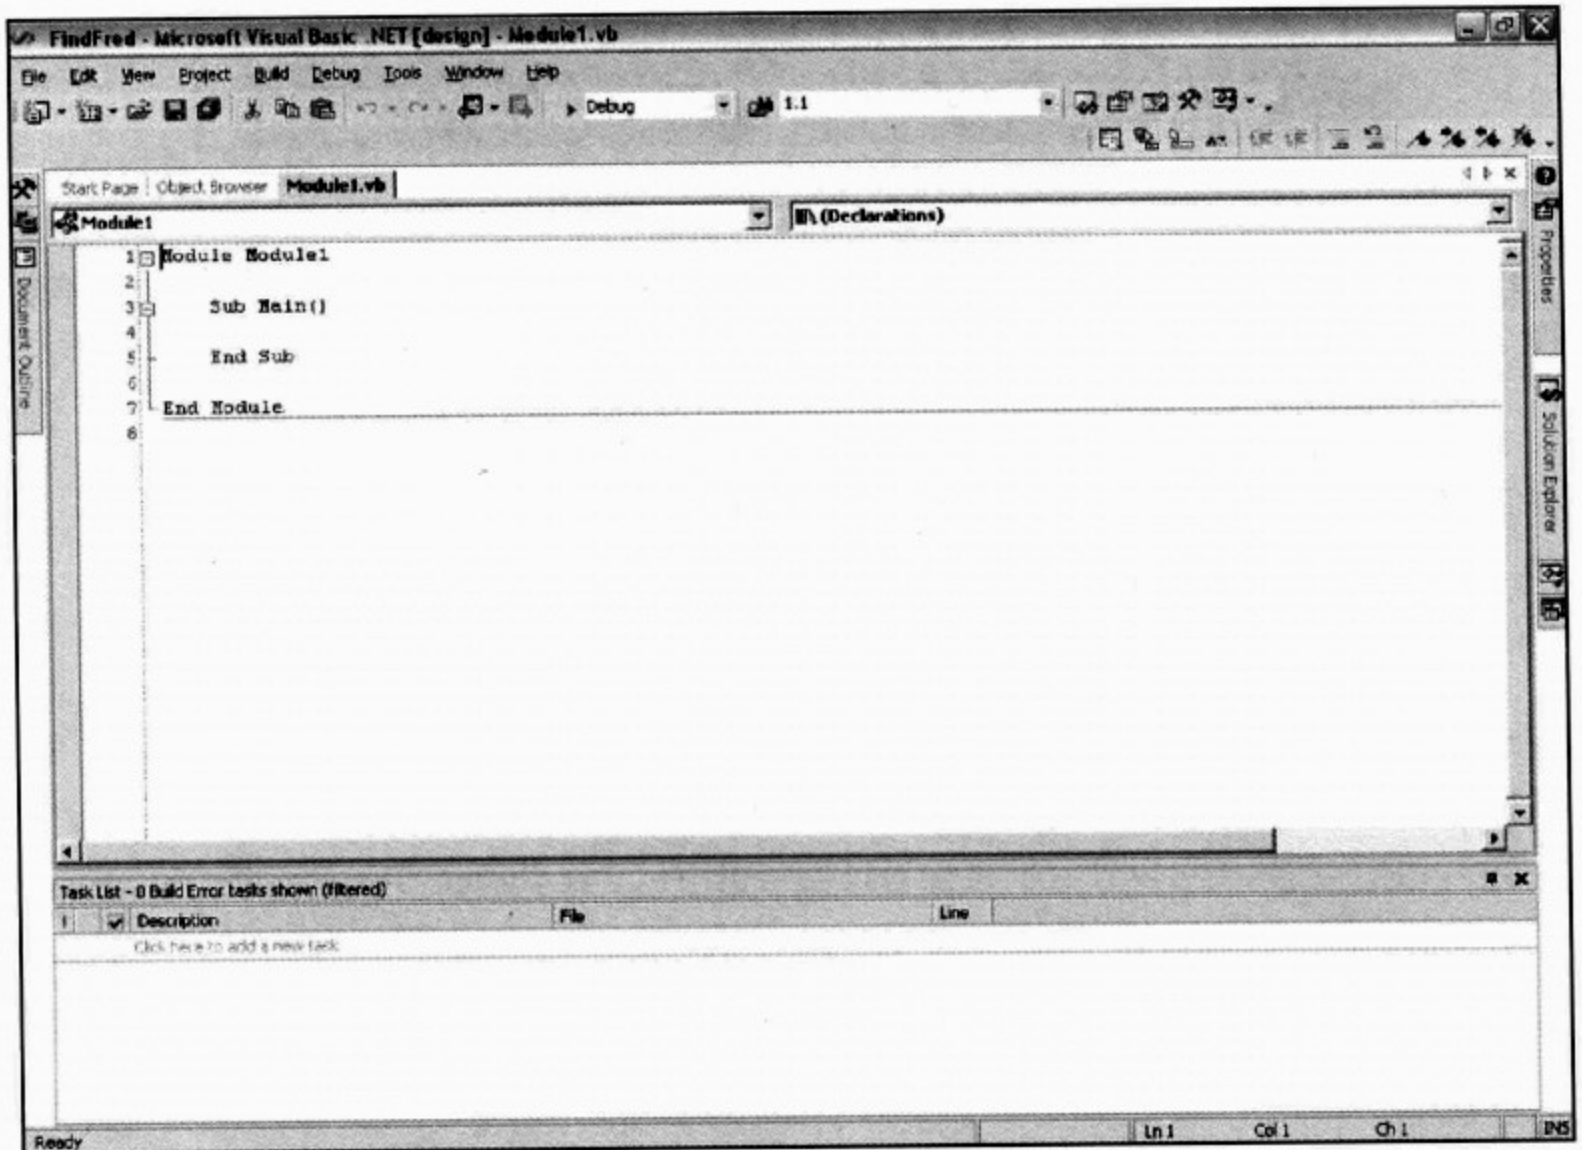 FindFred - Microsoft Visual Basic .NET [design] - Module1.vb
File Edit View Project Build Debug Tools Window Help
Debug 1.1
Start Page Object Browser Module1.vb
Module1 (Declarations)
1 Module Module1
2
3 Sub Main()
4
5 End Sub
6
7 End Module
8
Document Outline
Properties
Solution Explorer
Task List - 0 Build Error tasks shown (filtered)
! Description File Line
Click here to add a new task
Ready Ln 1 Col 1 Ch 1 INS